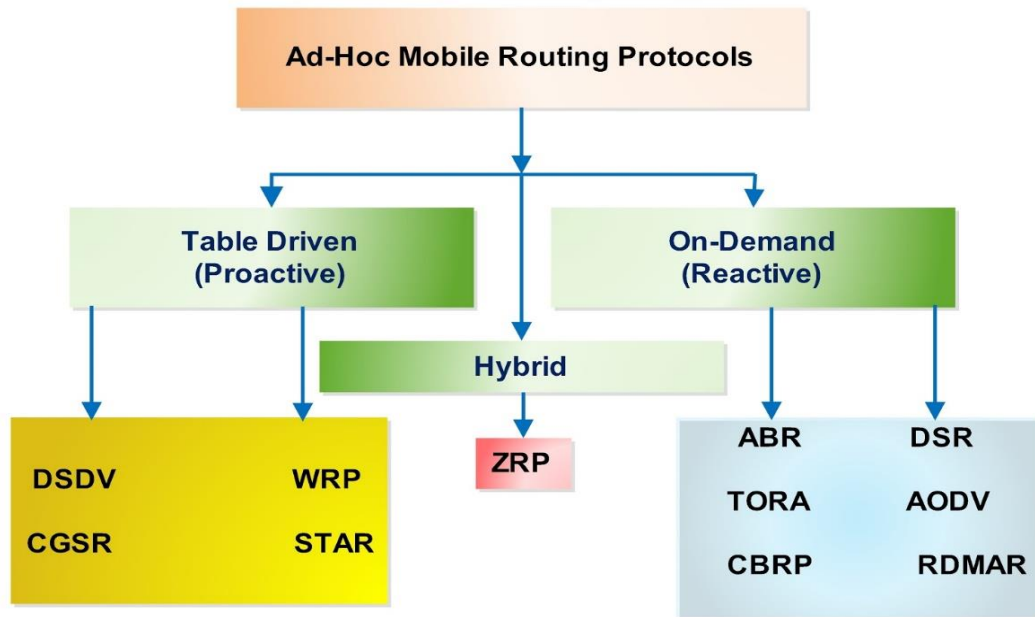 Ad-Hoc Mobile Routing Protocols
Table Driven
(Proactive)
On-Demand
(Reactive)
Hybrid
ZRP
DSDV
WRP
CGSR
STAR
ABR
DSR
TORA
AODV
CBRP
RDMAR